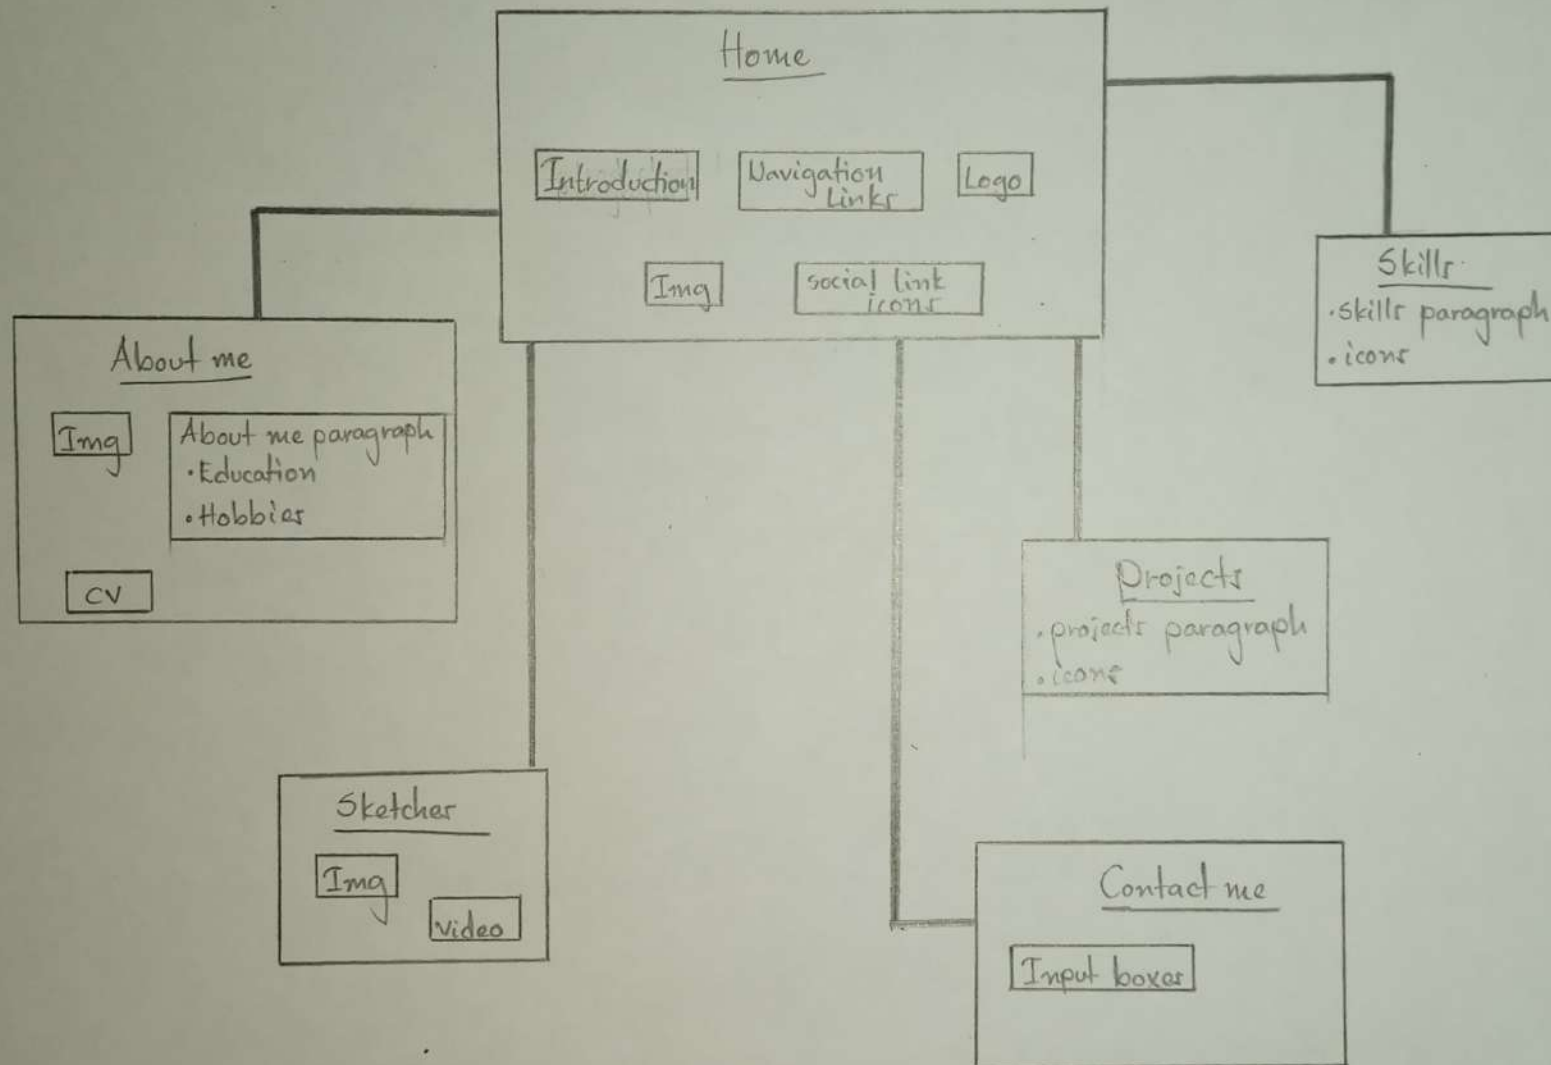 Home
Introduction
Navigation
Links
Logo
Img
social link
icons
Skills
• skills paragraph
• icons
About me
Img
About me paragraph
• Education
• Hobbies
CV
Projects
• projects paragraph
• icons
Sketches
Img
Video
Contact me
Input boxes